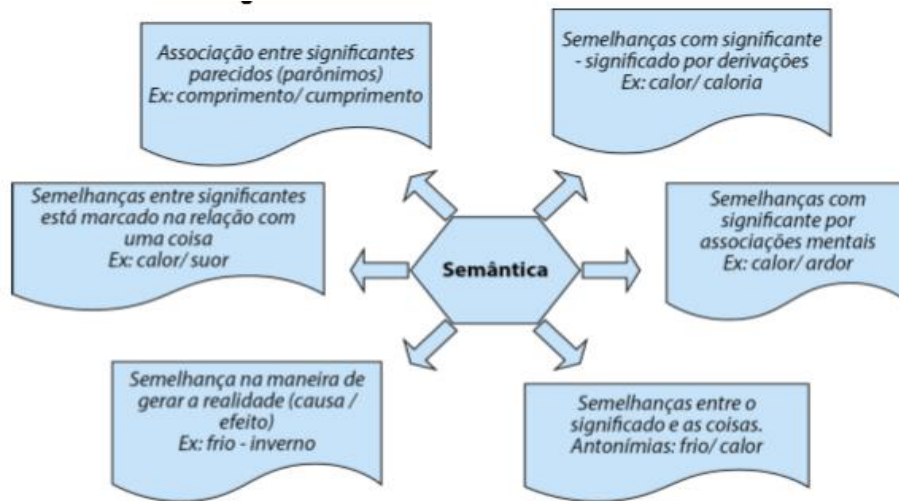 Associação entre significantes
parecidos (parônimos)
Ex: comprimento/ cumprimento
Semelhanças com significante
- significado por derivações
Ex: calor/ caloria
Semelhanças entre significantes
está marcado na relação com
uma coisa
Ex: calor/ suor
Semântica
Semelhanças com
significante por
associações mentais
Ex: calor/ ardor
Semelhança na maneira de
gerar a realidade (causa /
efeito)
Ex: frio - inverno
Semelhanças entre o
significado e as coisas.
Antonímias: frio/ calor